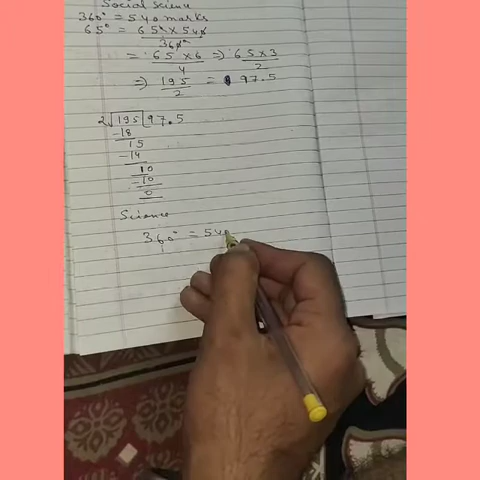 Social Science
360° = 540 marks
65° = 65° x 540
360°
= 65 x 6 ⇒ 65 x 3
4 2
⇒ 195 = 97.5
2
2 195 97.5
-18
15
-14
10
-10
0
Science
360° = 540